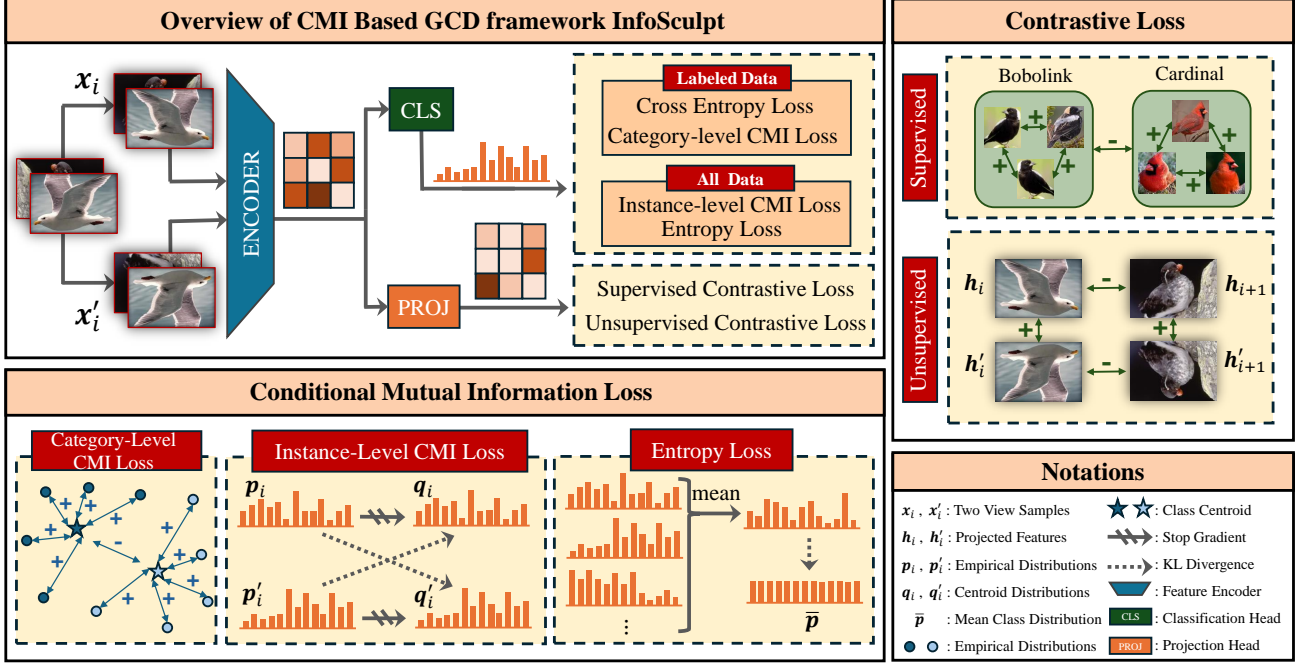 Overview of CMI Based GCD framework InfoSculpt
x_i
x'_i
ENCODER
CLS
PROJ
Labeled Data
Cross Entropy Loss
Category-level CMI Loss
All Data
Instance-level CMI Loss
Entropy Loss
Supervised Contrastive Loss
Unsupervised Contrastive Loss
Contrastive Loss
Supervised
Bobolink
Cardinal
+
+
+
-
+
+
+
Unsupervised
h_i
-
h_{i+1}
+
+
h'_i
-
h'_{i+1}
Conditional Mutual Information Loss
Category-Level
CMI Loss
+
+
+
+
+
-
+
+
+
+
+
Instance-Level CMI Loss
p_i
q_i
p'_i
q'_i
Entropy Loss
mean
⋮
p̅
Notations
x_i , x'_i : Two View Samples
: Class Centroid
h_i , h'_i : Projected Features
: Stop Gradient
p_i , p'_i : Empirical Distributions
: KL Divergence
q_i , q'_i : Centroid Distributions
: Feature Encoder
p̅ : Mean Class Distribution
CLS : Classification Head
: Empirical Distributions
PROJ : Projection Head